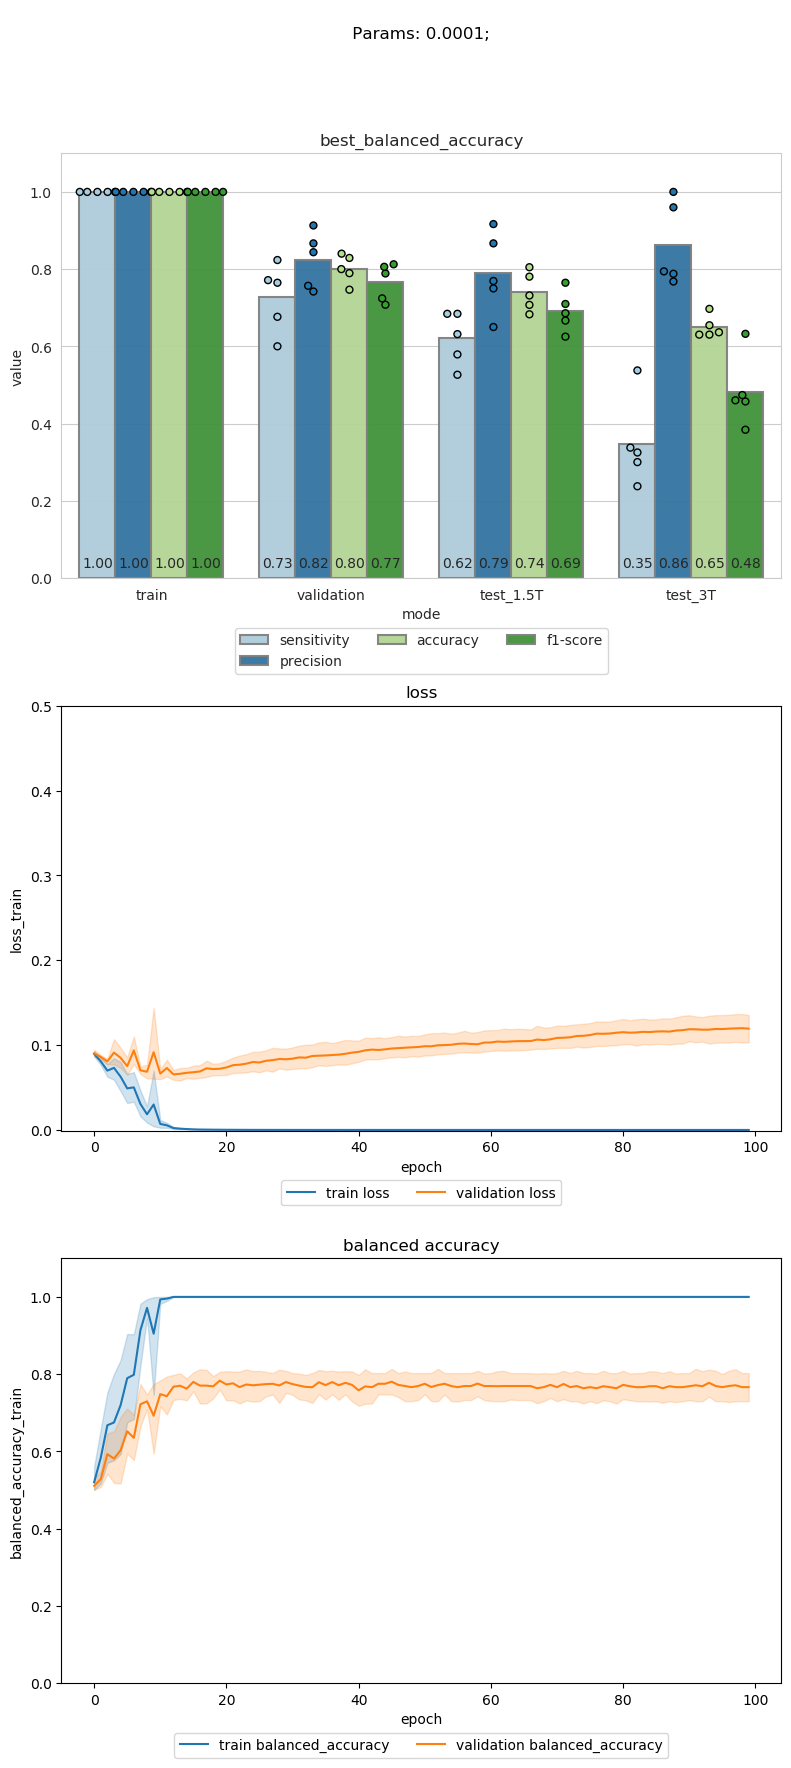 Params: 0.0001;
best_balanced_accuracy
1.0
0.8
0.6
0.4
0.2
0.0
value
1.00 1.00 1.00 1.00 0.73 0.82 0.80 0.77 0.62 0.79 0.74 0.69 0.35 0.86 0.65 0.48
train validation test_1.5T test_3T
mode
sensitivity accuracy f1-score
precision
loss
0.5
0.4
0.3
0.2
0.1
0.0
loss_train
0 20 40 60 80 100
epoch
train loss validation loss
balanced accuracy
1.0
0.8
0.6
0.4
0.2
0.0
balanced_accuracy_train
0 20 40 60 80 100
epoch
train balanced_accuracy validation balanced_accuracy